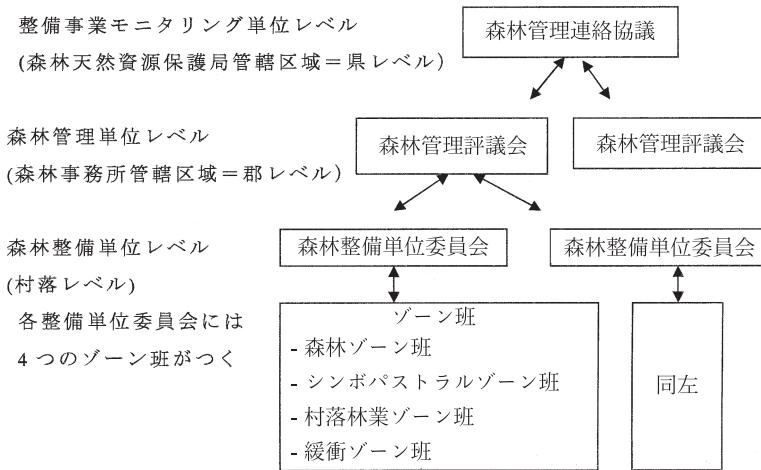 整備事業モニタリング単位レベル
(森林天然資源保護局管轄区域＝県レベル）
森林管理連絡協議
森林管理単位レベル
(森林事務所管轄区域＝郡レベル）
森林管理評議会
森林管理評議会
森林整備単位レベル
(村落レベル)
各整備単位委員会には
4 つのゾーン班がつく
森林整備単位委員会
森林整備単位委員会
ゾーン班
- 森林ゾーン班
- シンボパストラルゾーン班
- 村落林業ゾーン班
- 緩衝ゾーン班
同左